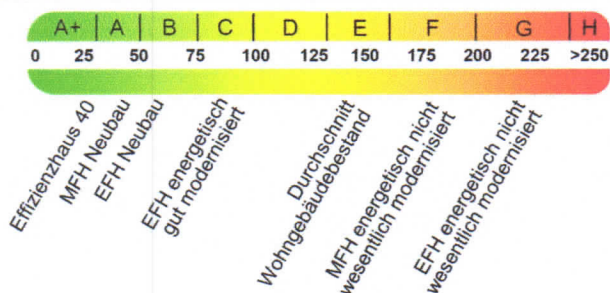 A+ A B C D E F G H
0 25 50 75 100 125 150 175 200 225 >250
Effizienzhaus 40
MFH Neubau
EFH Neubau
EFH energetisch
gut modernisiert
Durchschnitt
Wohngebäudebestand
MFH energetisch nicht
wesentlich modernisiert
EFH energetisch nicht
wesentlich modernisiert